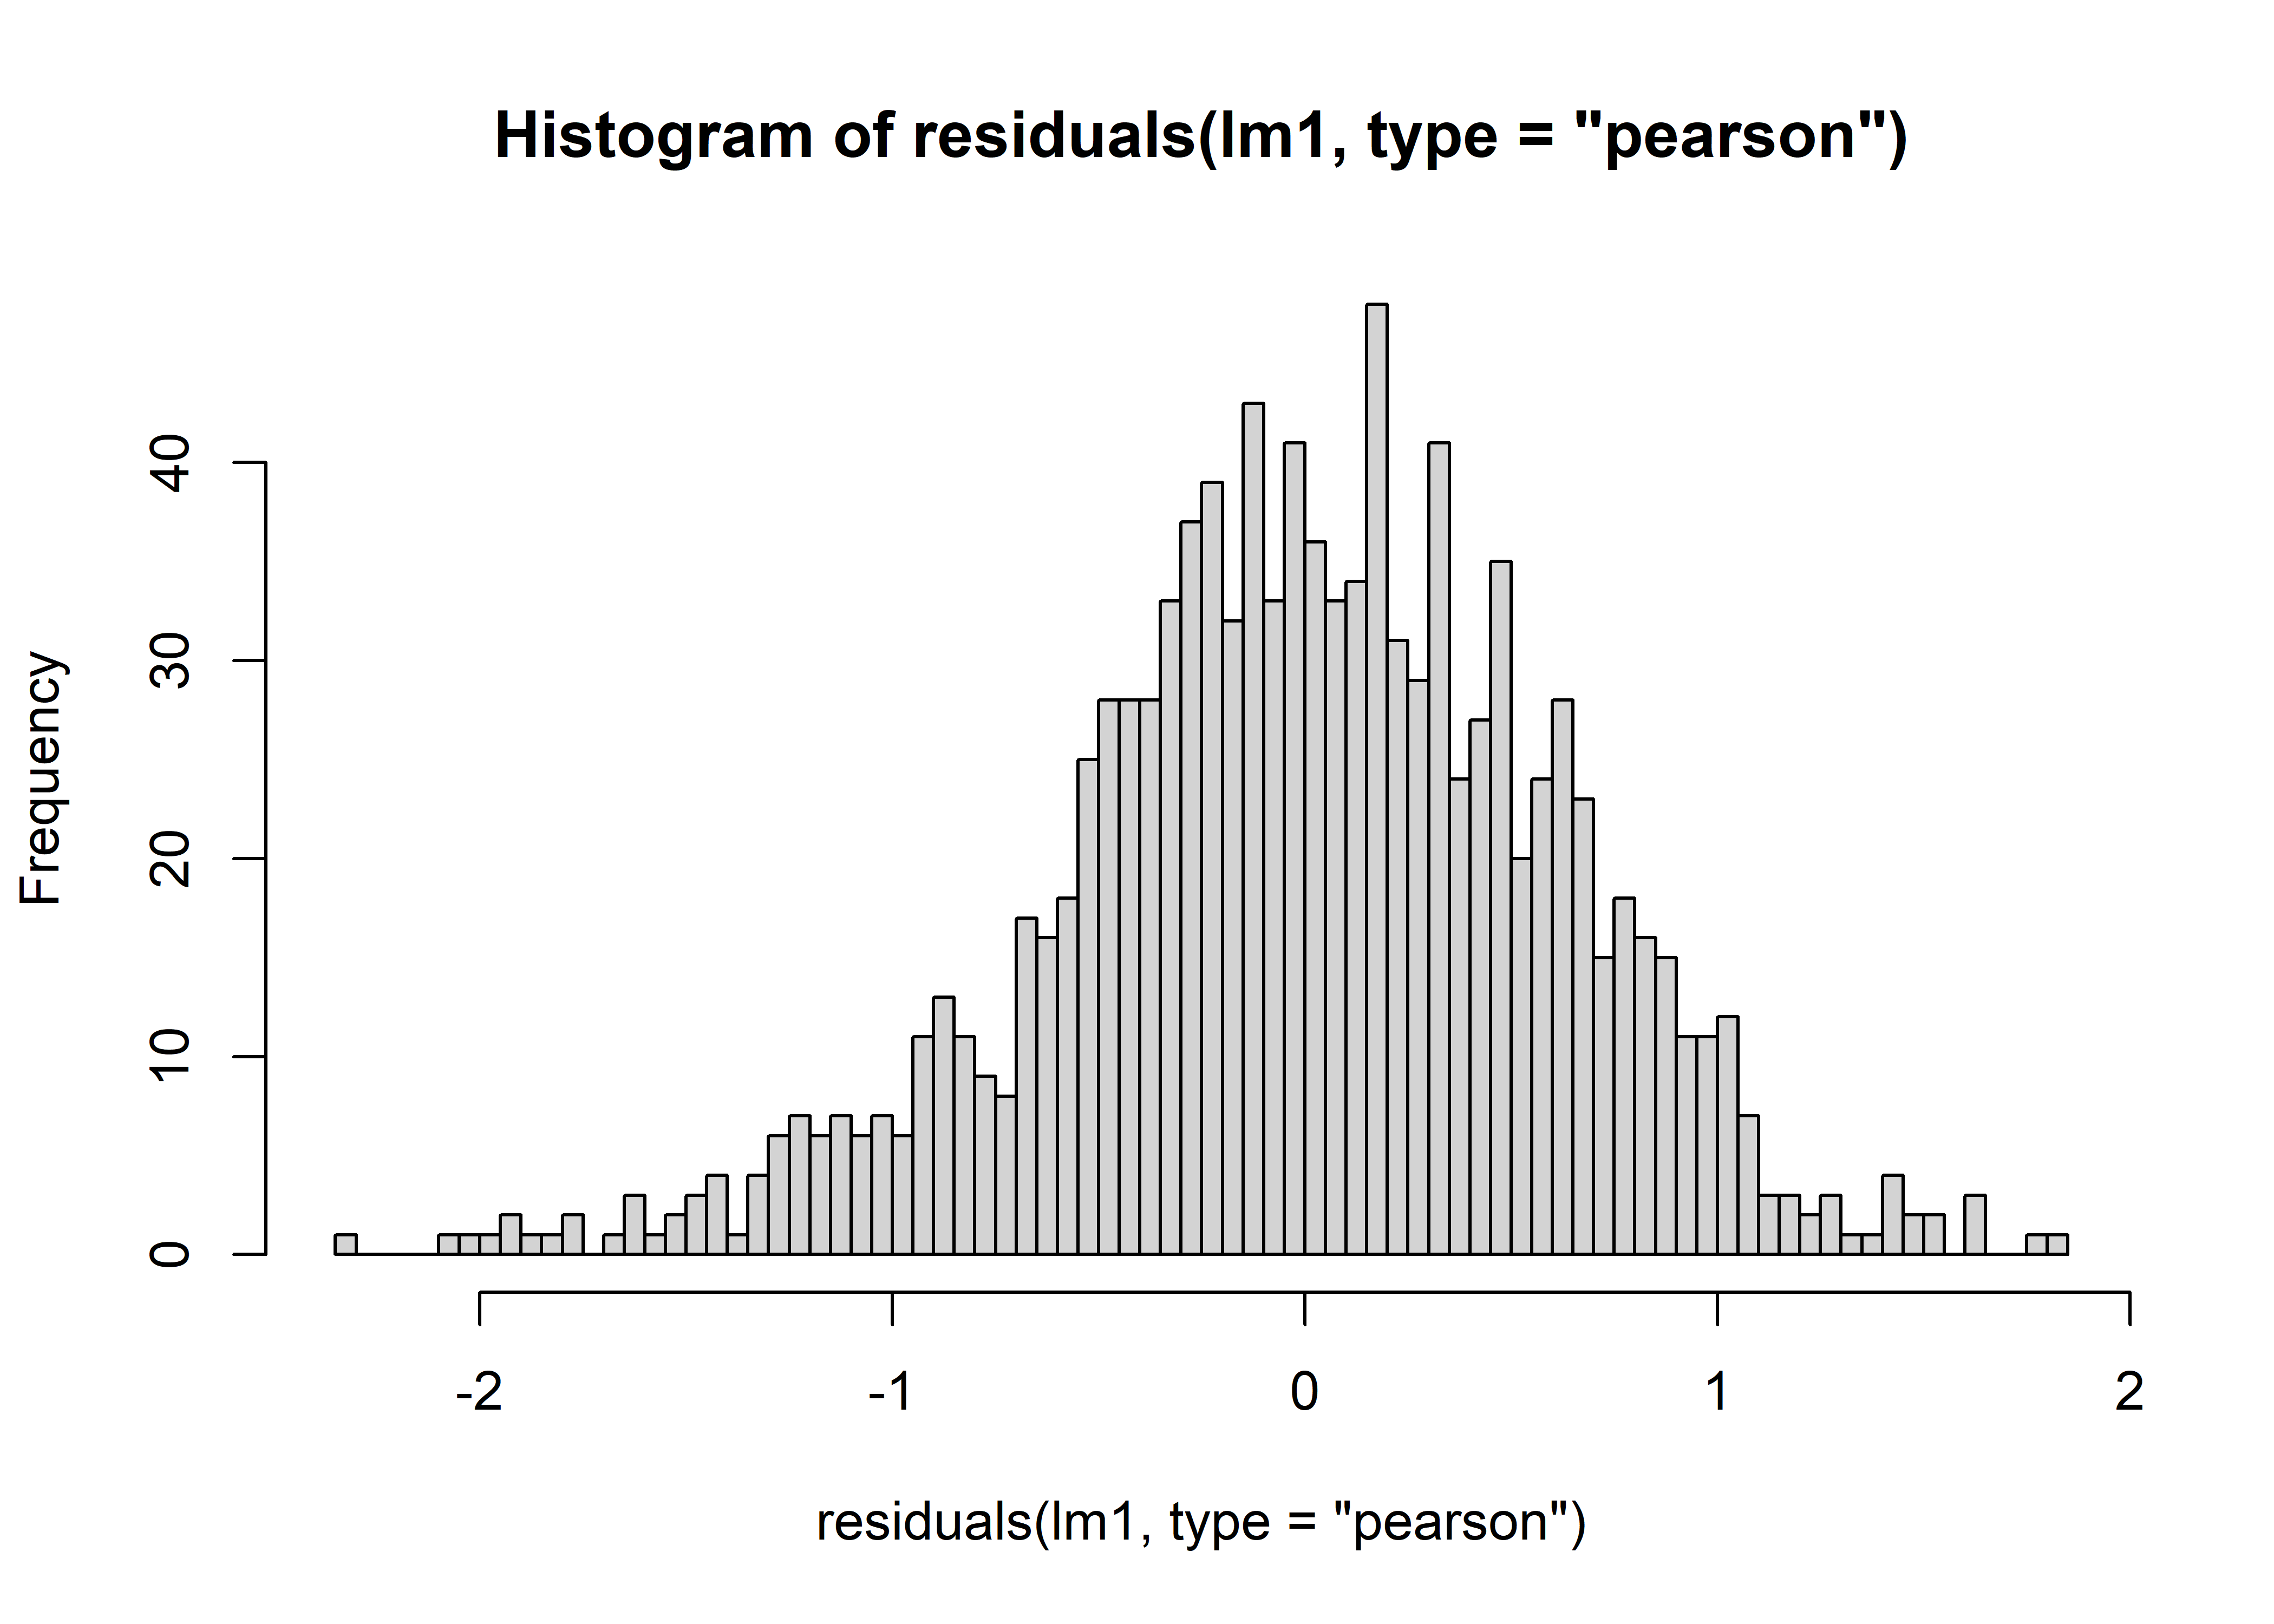 Histogram of residuals(lm1, type = "pearson")
Frequency
40
30
20
10
0
-2 -1 0 1 2
residuals(lm1, type = "pearson")